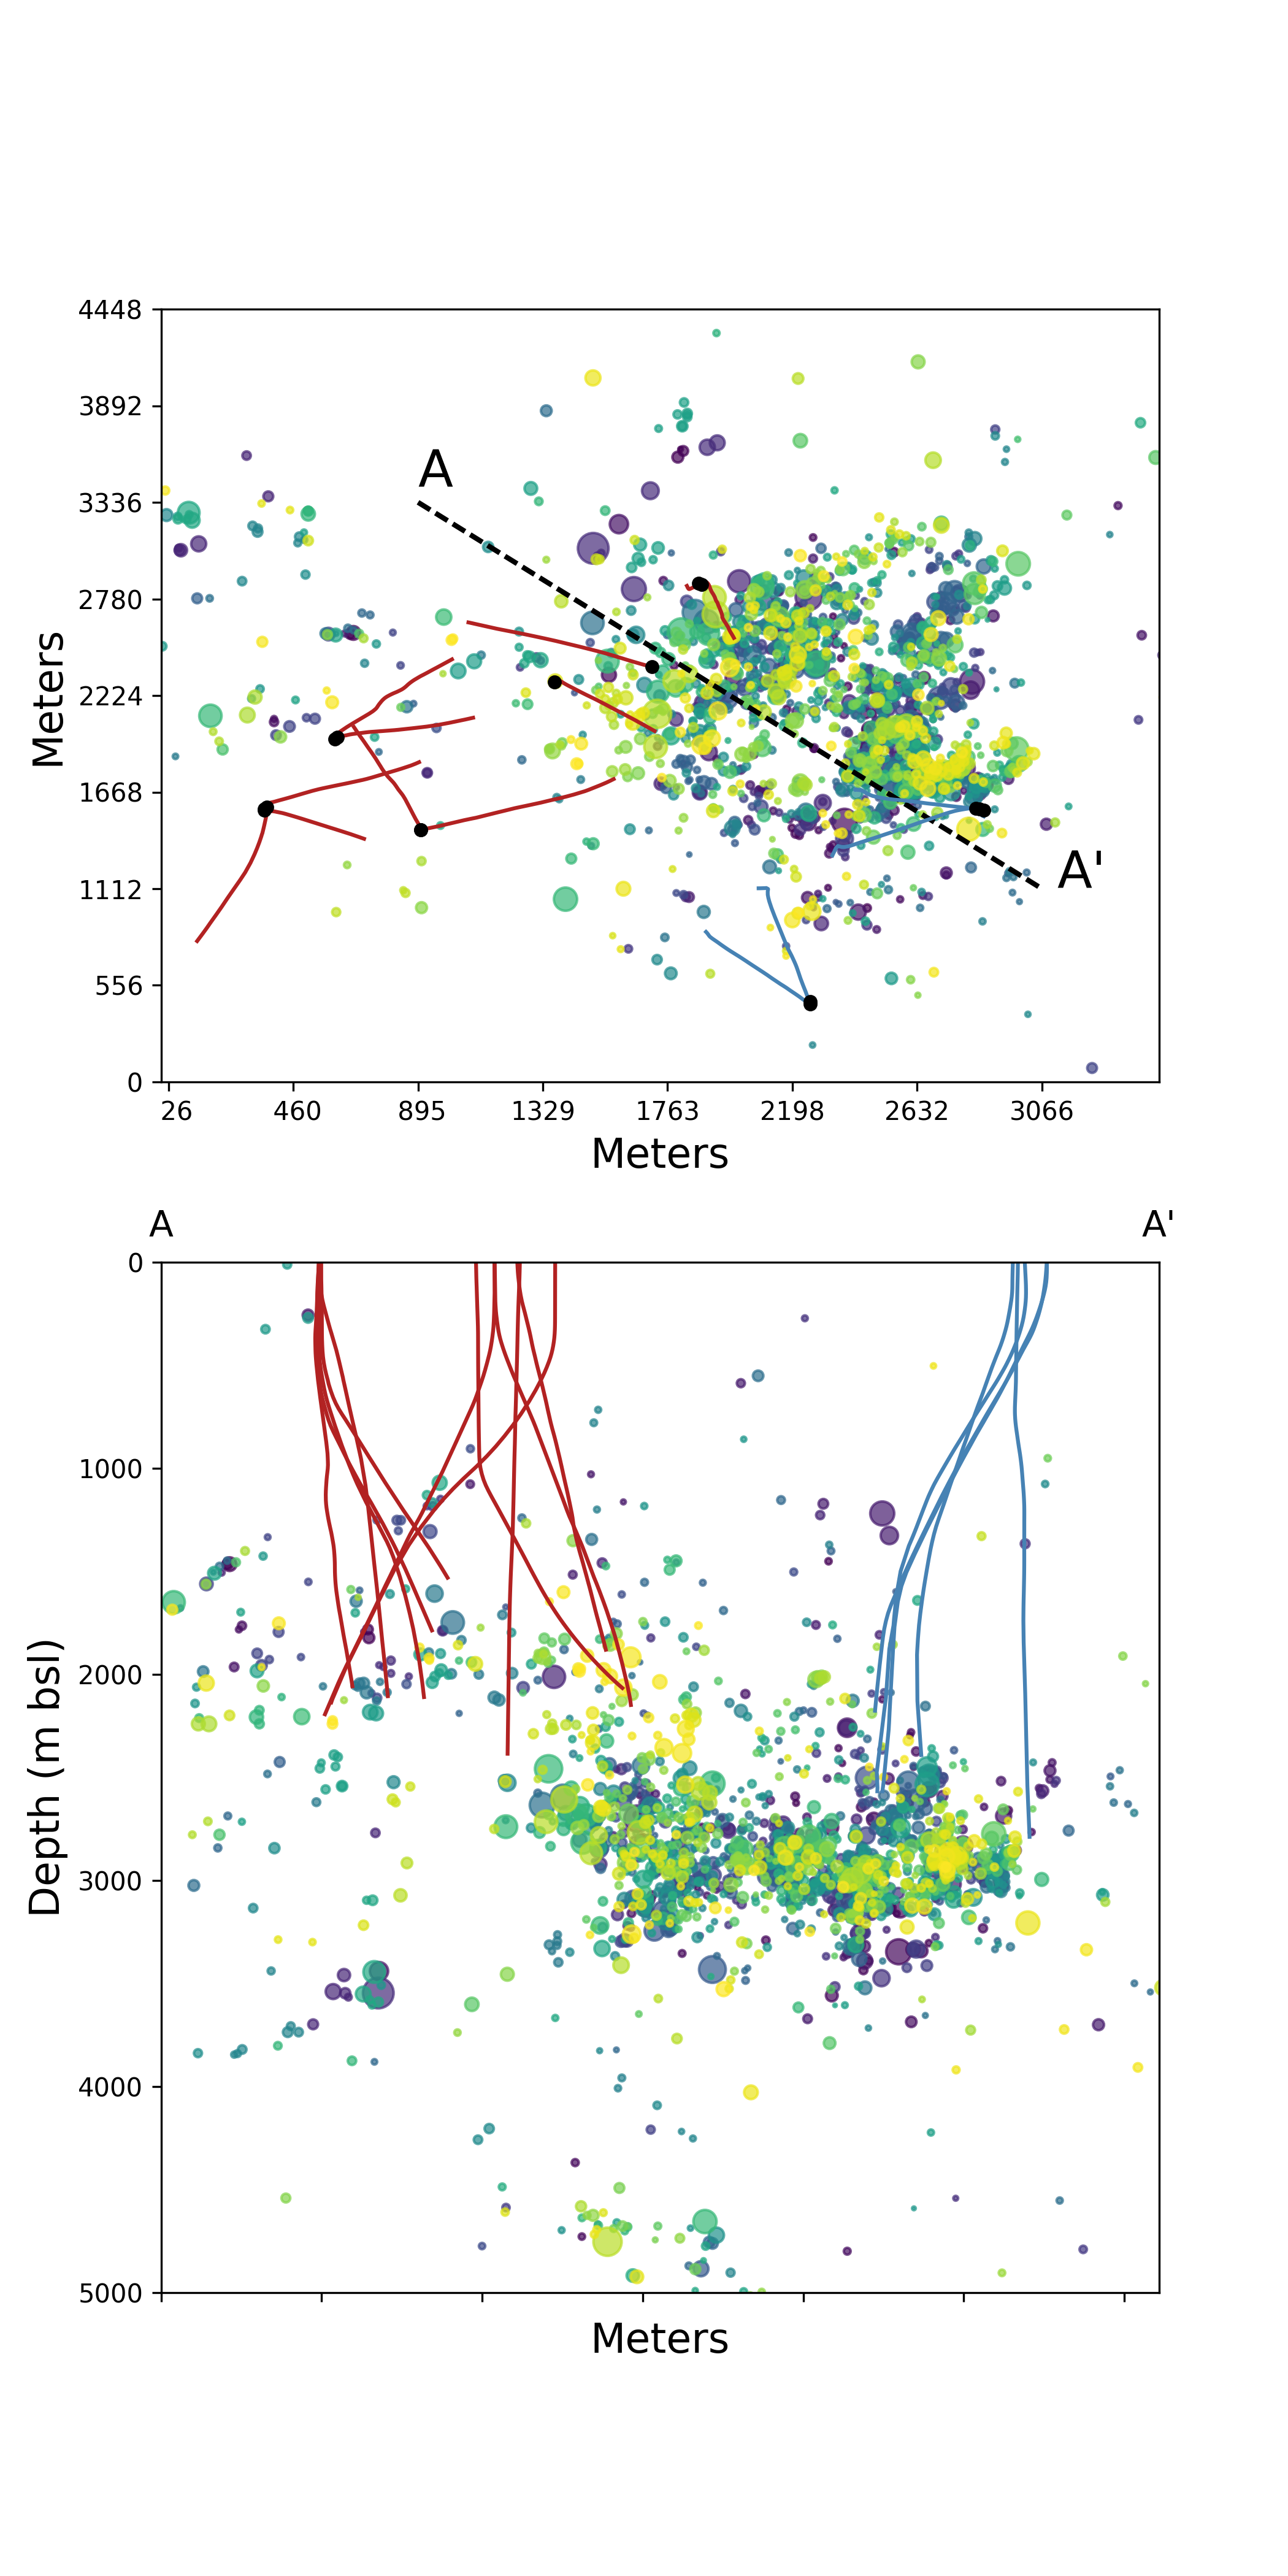 4448
3892
3336
2780
2224
1668
1112
556
0
Meters
A
A'
26 460 895 1329 1763 2198 2632 3066
Meters
A A'
0
1000
2000
3000
4000
5000
Depth (m bsl)
Meters